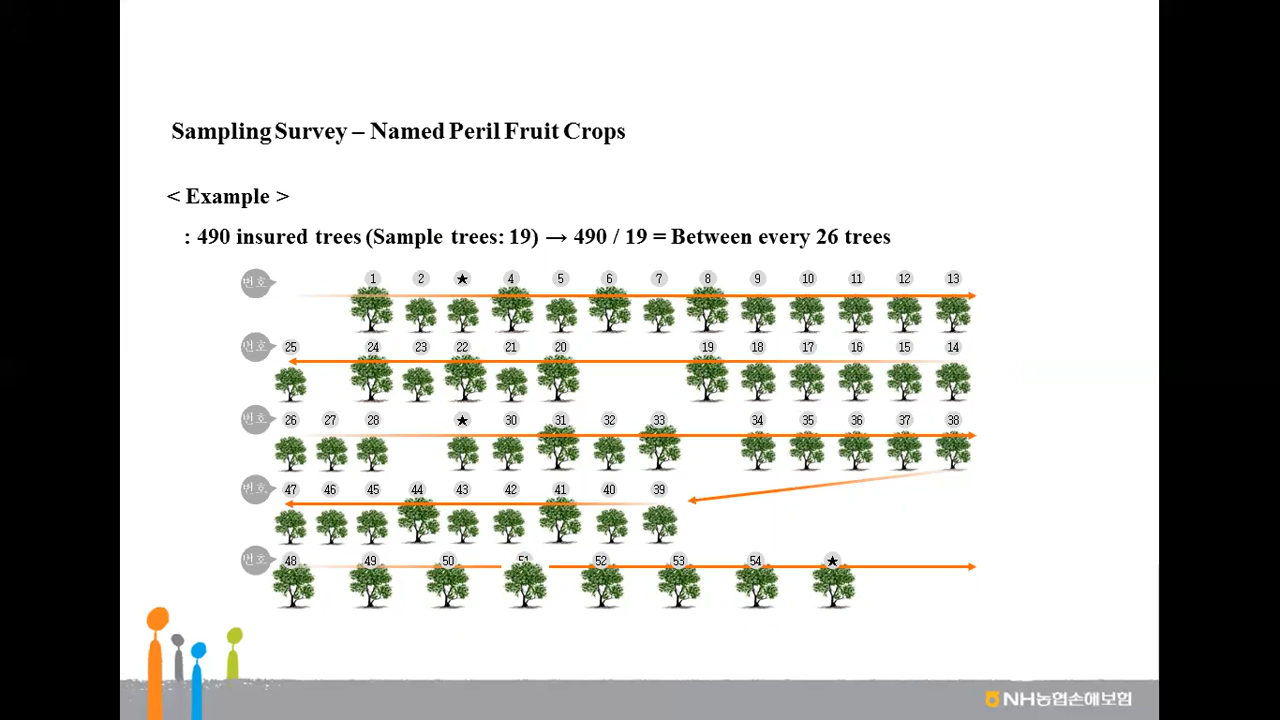 Sampling Survey – Named Peril Fruit Crops
< Example >
: 490 insured trees (Sample trees: 19) → 490 / 19 = Between every 26 trees
번호 1 2 ★ 4 5 6 7 8 9 10 11 12 13
번호 25 24 23 22 21 20 19 18 17 16 15 14
번호 26 27 28 ★ 30 31 32 33 34 35 36 37 38
번호 47 46 45 44 43 42 41 40 39
번호 48 49 50 51 52 53 54 ★
NH농협손해보험